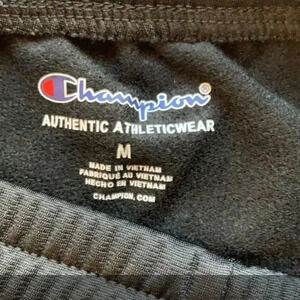 Champion®
AUTHENTIC ATHLETICWEAR
M
MADE IN VIETNAM
FABRIQUÉ AU VIETNAM
HECHO EN VIETNAM
CHAMPION.COM